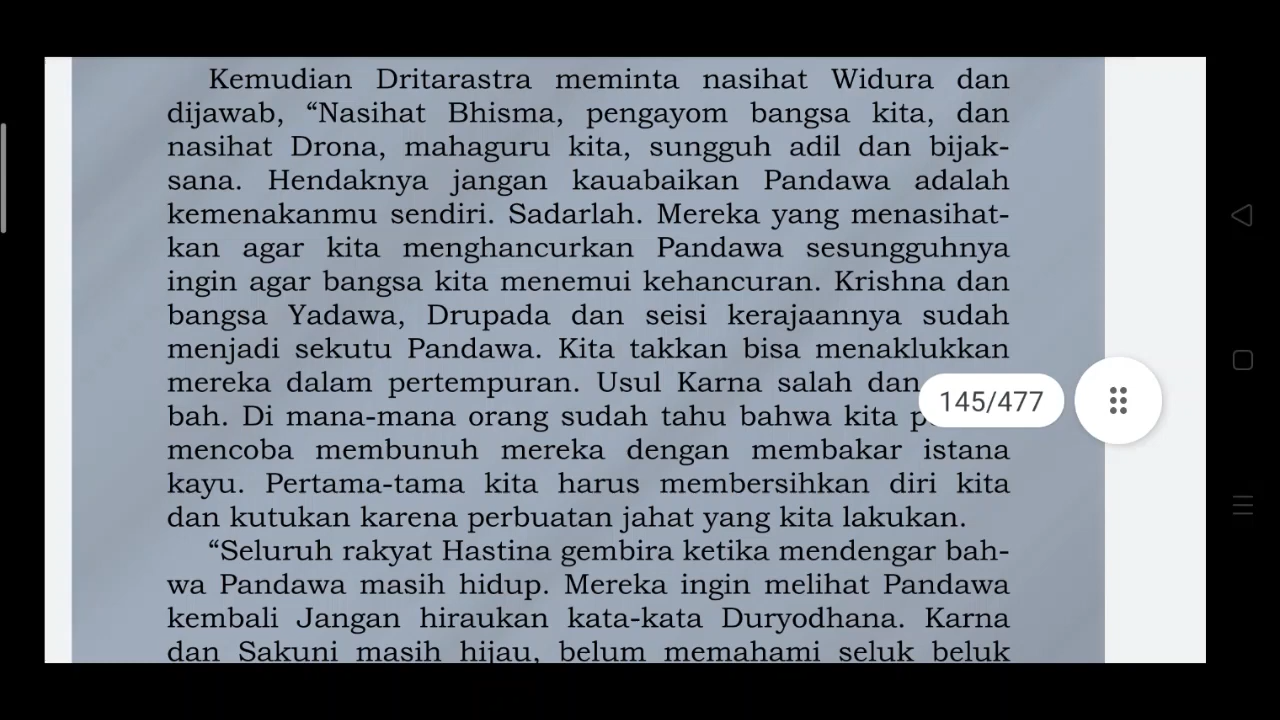 Kemudian Dritarastra meminta nasihat Widura dan
dijawab, “Nasihat Bhisma, pengayom bangsa kita, dan
nasihat Drona, mahaguru kita, sungguh adil dan bijak-
sana. Hendaknya jangan kauabaikan Pandawa adalah
kemenakanmu sendiri. Sadarlah. Mereka yang menasihat-
kan agar kita menghancurkan Pandawa sesungguhnya
ingin agar bangsa kita menemui kehancuran. Krishna dan
bangsa Yadawa, Drupada dan seisi kerajaannya sudah
menjadi sekutu Pandawa. Kita takkan bisa menaklukkan
mereka dalam pertempuran. Usul Karna salah dan
bah. Di mana-mana orang sudah tahu bahwa kita
145/477
mencoba membunuh mereka dengan membakar istana
kayu. Pertama-tama kita harus membersihkan diri kita
dan kutukan karena perbuatan jahat yang kita lakukan.
“Seluruh rakyat Hastina gembira ketika mendengar bah-
wa Pandawa masih hidup. Mereka ingin melihat Pandawa
kembali Jangan hiraukan kata-kata Duryodhana. Karna
dan Sakuni masih hijau, belum memahami seluk beluk